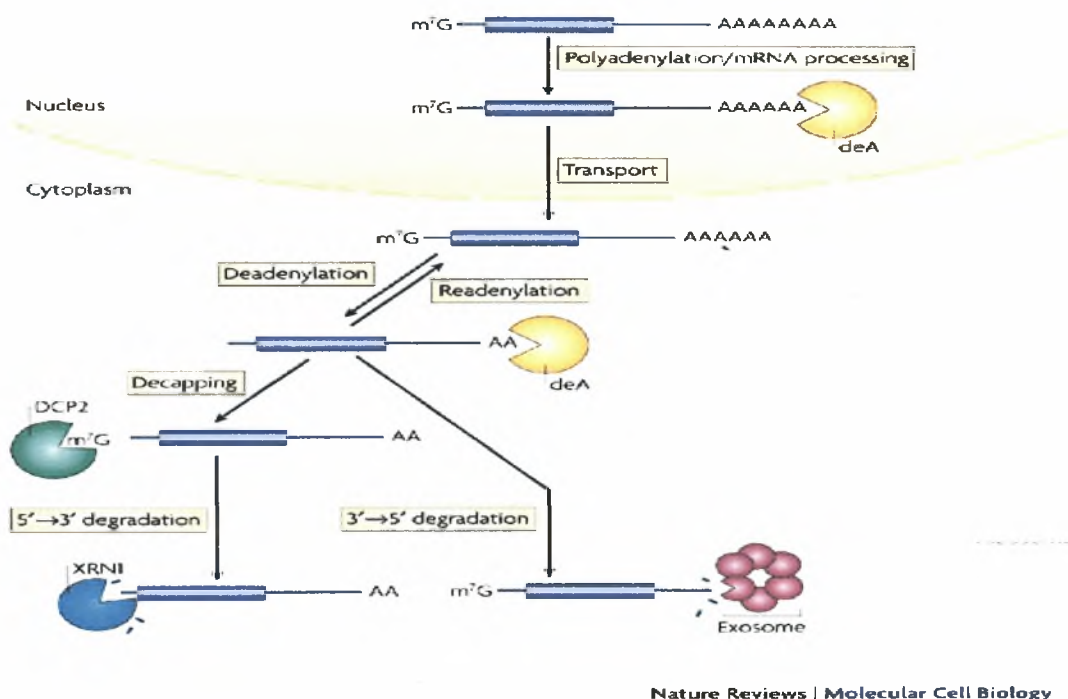 m⁷G AAAAAAAA
Polyadenylation/mRNA processing
Nucleus
m⁷G AAAAAA
deA
Transport
Cytoplasm
m⁷G AAAAAA
Deadenylation
Readenylation
AA
deA
Decapping
DCP2
m⁷G AA
5′→3′ degradation
3′→5′ degradation
XRN1
AA
m⁷G
Exosome
Nature Reviews | Molecular Cell Biology